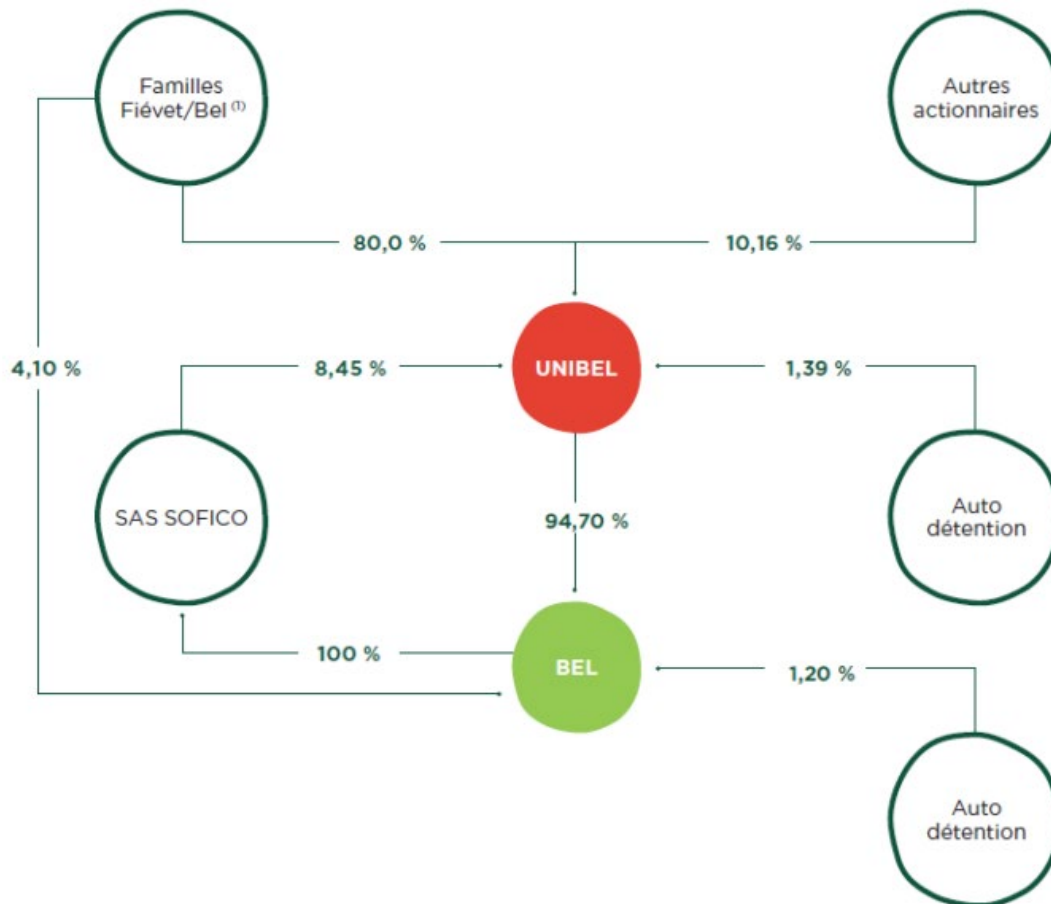 Familles
Fiévet/Bel (1)
Autres
actionnaires
80,0 %
10,16 %
4,10 %
8,45 %
UNIBEL
1,39 %
SAS SOFICO
94,70 %
Auto
détention
100 %
BEL
1,20 %
Auto
détention